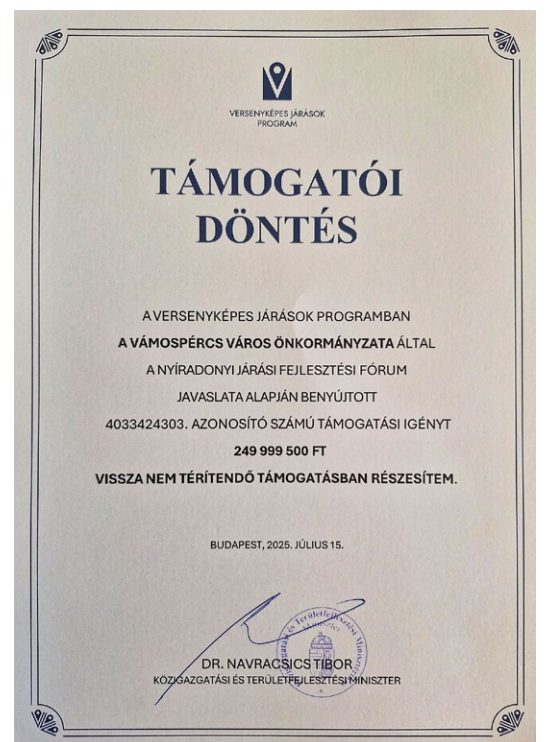 VERSENYKÉPES JÁRÁSOK
PROGRAM
TÁMOGATÓI
DÖNTÉS
A VERSENYKÉPES JÁRÁSOK PROGRAMBAN
A VÁMOSPÉRCS VÁROS ÖNKORMÁNYZATA ÁLTAL
A NYÍRADONYI JÁRÁSI FEJLESZTÉSI FÓRUM
JAVASLATA ALAPJÁN BENYÚJTOTT
4033424303. AZONOSÍTÓ SZÁMÚ TÁMOGATÁSI IGÉNYT
249 999 500 FT
VISSZA NEM TÉRÍTENDŐ TÁMOGATÁSBAN RÉSZESÍTEM.
BUDAPEST, 2025. JÚLIUS 15.
DR. NAVRACSICS TIBOR
KÖZIGAZGATÁSI ÉS TERÜLETFEJLESZTÉSI MINISZTER